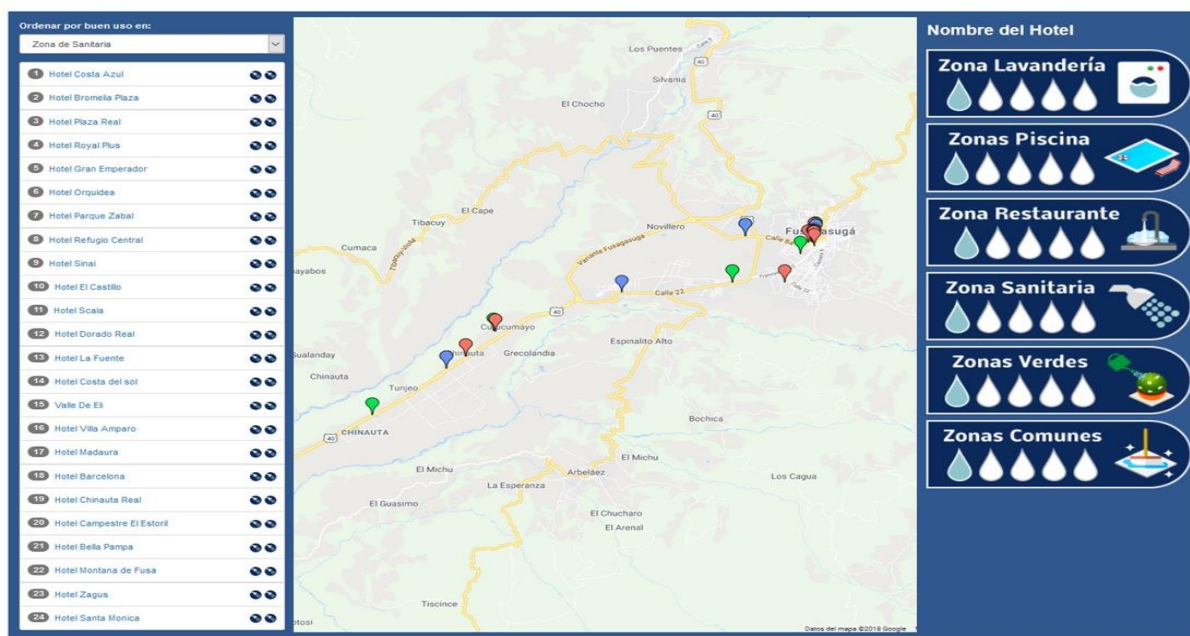 Ordenar por buen uso en:
Zona de Sanitaria
1 Hotel Costa Azul
2 Hotel Bromelia Plaza
3 Hotel Plaza Real
4 Hotel Royal Plus
5 Hotel Gran Emperador
6 Hotel Orquidea
7 Hotel Parque Zabal
8 Hotel Refugio Central
9 Hotel Sinai
10 Hotel El Castillo
11 Hotel Scala
12 Hotel Dorado Real
13 Hotel La Fuente
14 Hotel Costa del sol
15 Valle De Eli
16 Hotel Villa Amparo
17 Hotel Madaura
18 Hotel Barcelona
19 Hotel Chinauta Real
20 Hotel Campestre El Estoril
21 Hotel Bella Pampa
22 Hotel Montana de Fusa
23 Hotel Zagus
24 Hotel Santa Monica
Los Puentes
40
Silvania
El Chocho
40
El Cape
Tibacuy
Novillero
Cumaca
Variante Fusagasuga
Calle 22
40
Espinalito Alto
Grecolandia
Chinauta
Tunjeo
CHINAUTA
40
Bochica
El Michu
El Michu
Arbeláez
La Esperanza
Los Cagua
El Guasimo
El Chucharo
El Arenal
Tiscince
Datos del mapa ©2018 Google
Nombre del Hotel
Zona Lavandería
Zonas Piscina
Zona Restaurante
Zona Sanitaria
Zonas Verdes
Zonas Comunes